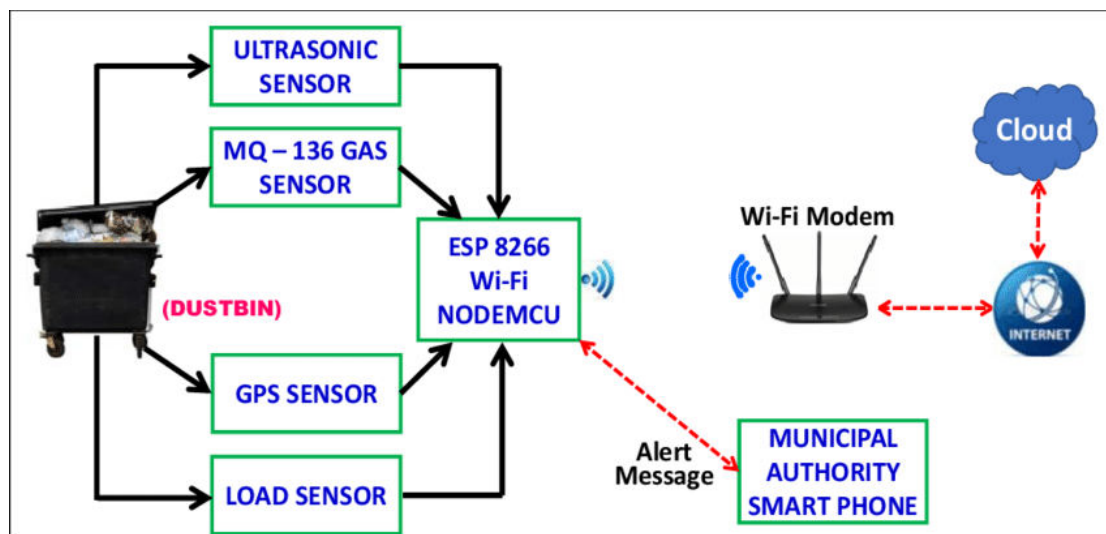 ULTRASONIC
SENSOR
MQ – 136 GAS
SENSOR
(DUSTBIN)
GPS SENSOR
LOAD SENSOR
ESP 8266
Wi-Fi
NODEMCU
Wi-Fi Modem
Cloud
INTERNET
Alert
Message
MUNICIPAL
AUTHORITY
SMART PHONE